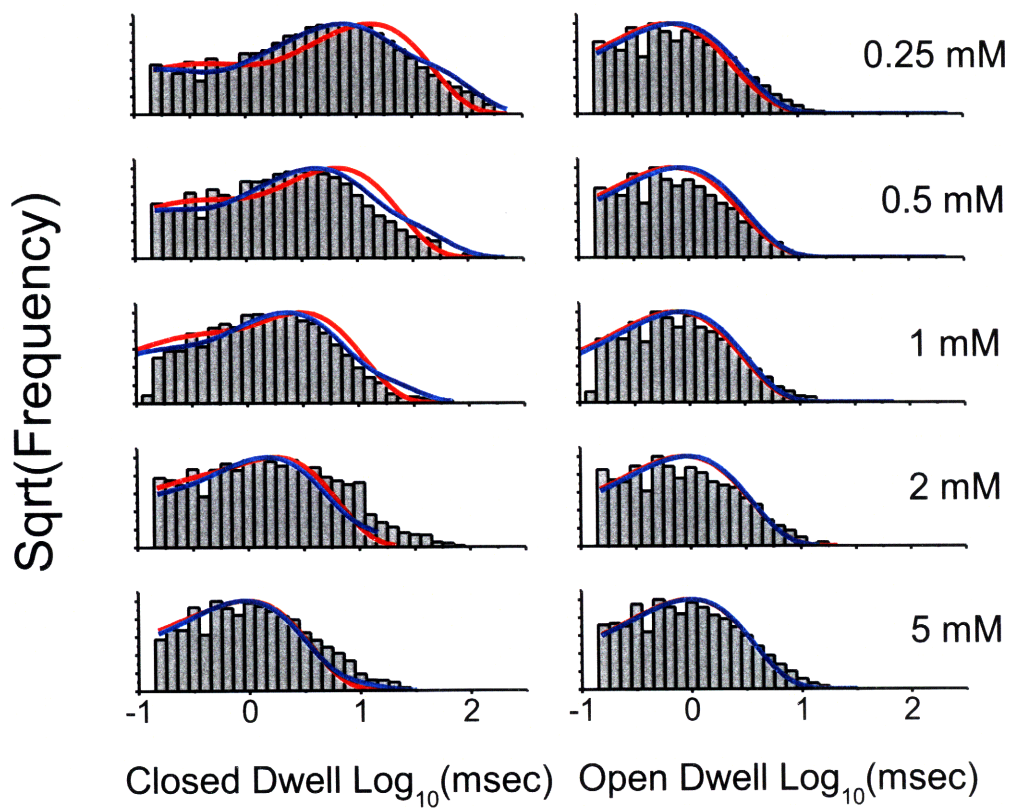 0.25 mM
0.5 mM
1 mM
2 mM
5 mM
Sqrt(Frequency)
-1 0 1 2
-1 0 1 2
Closed Dwell Log10(msec)
Open Dwell Log10(msec)